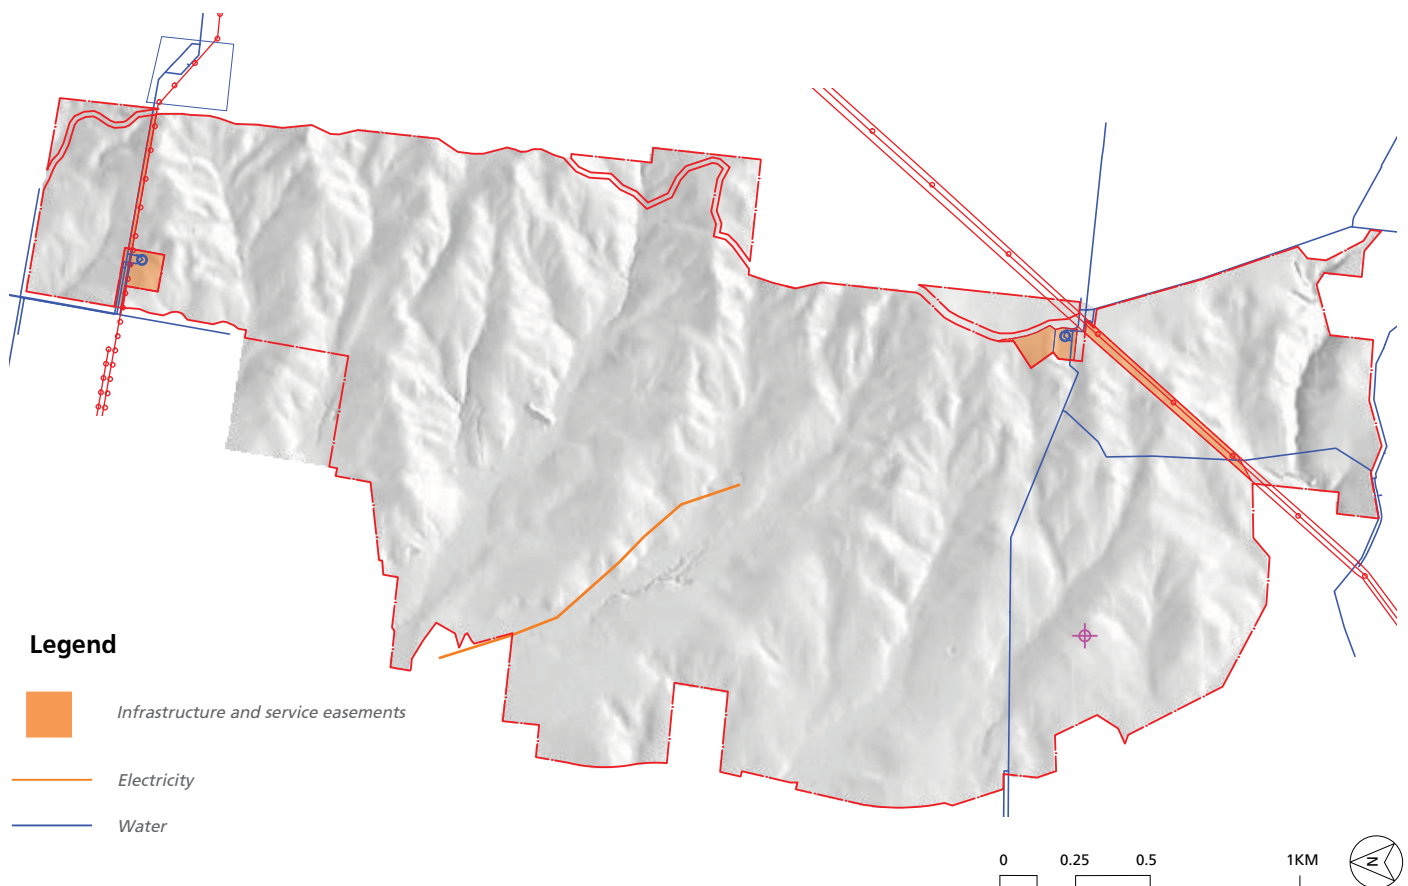 Legend
Infrastructure and service easements
Electricity
Water
0 0.25 0.5 1KM
N